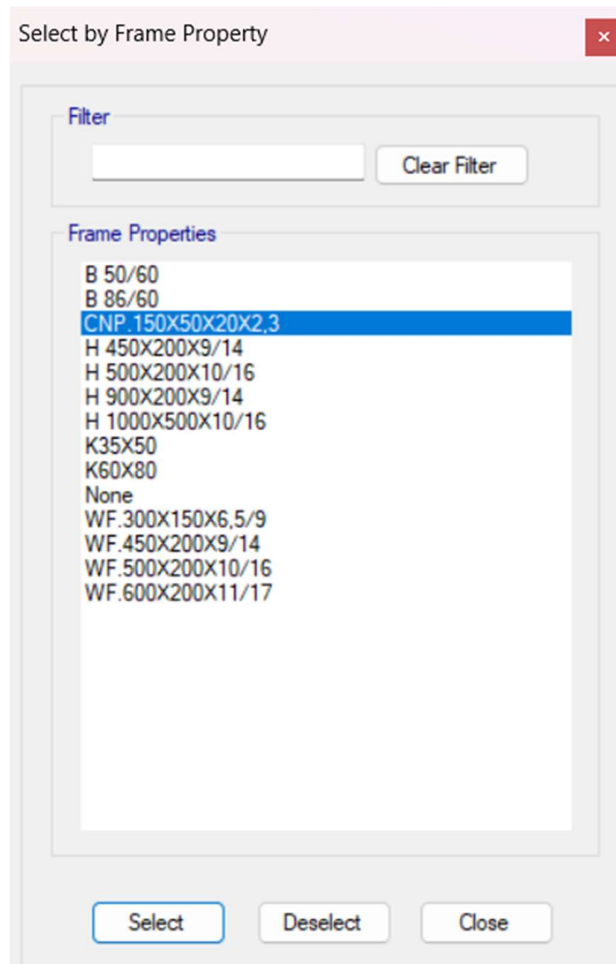 Select by Frame Property
Filter
Clear Filter
Frame Properties
B 50/60
B 86/60
CNP.150X50X20X2,3
H 450X200X9/14
H 500X200X10/16
H 900X200X9/14
H 1000X500X10/16
K35X50
K60X80
None
WF.300X150X6,5/9
WF.450X200X9/14
WF.500X200X10/16
WF.600X200X11/17
Select Deselect Close